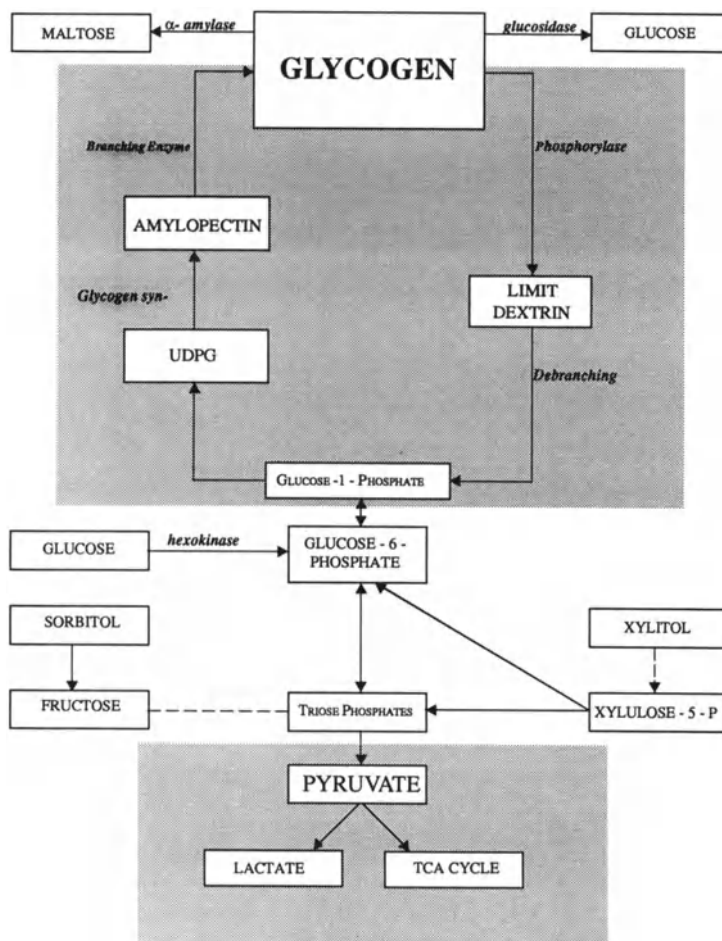 MALTOSE
α- amylase
GLYCOGEN
glucosidase
GLUCOSE
Branching Enzyme
Phosphorylase
AMYLOPECTIN
LIMIT
DEXTRIN
Glycogen syn-
UDPG
Debranching
GLUCOSE -1 - PHOSPHATE
GLUCOSE
hexokinase
GLUCOSE - 6 -
PHOSPHATE
SORBITOL
XYLITOL
FRUCTOSE
TRIOSE PHOSPHATES
XYLULOSE - 5 - P
PYRUVATE
LACTATE
TCA CYCLE